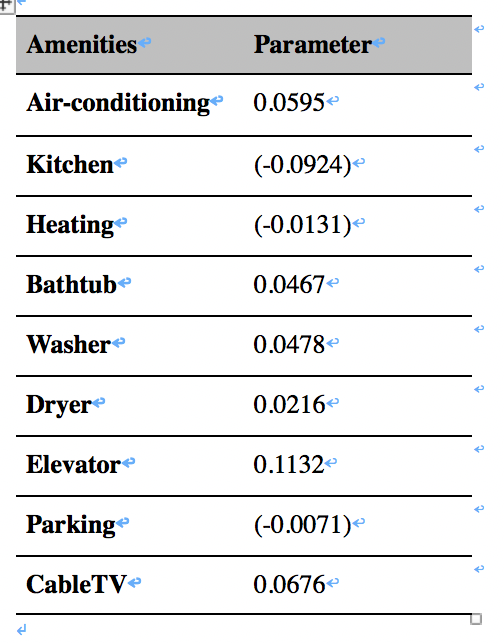 Amenities Parameter
Air-conditioning 0.0595
Kitchen (-0.0924)
Heating (-0.0131)
Bathtub 0.0467
Washer 0.0478
Dryer 0.0216
Elevator 0.1132
Parking (-0.0071)
CableTV 0.0676